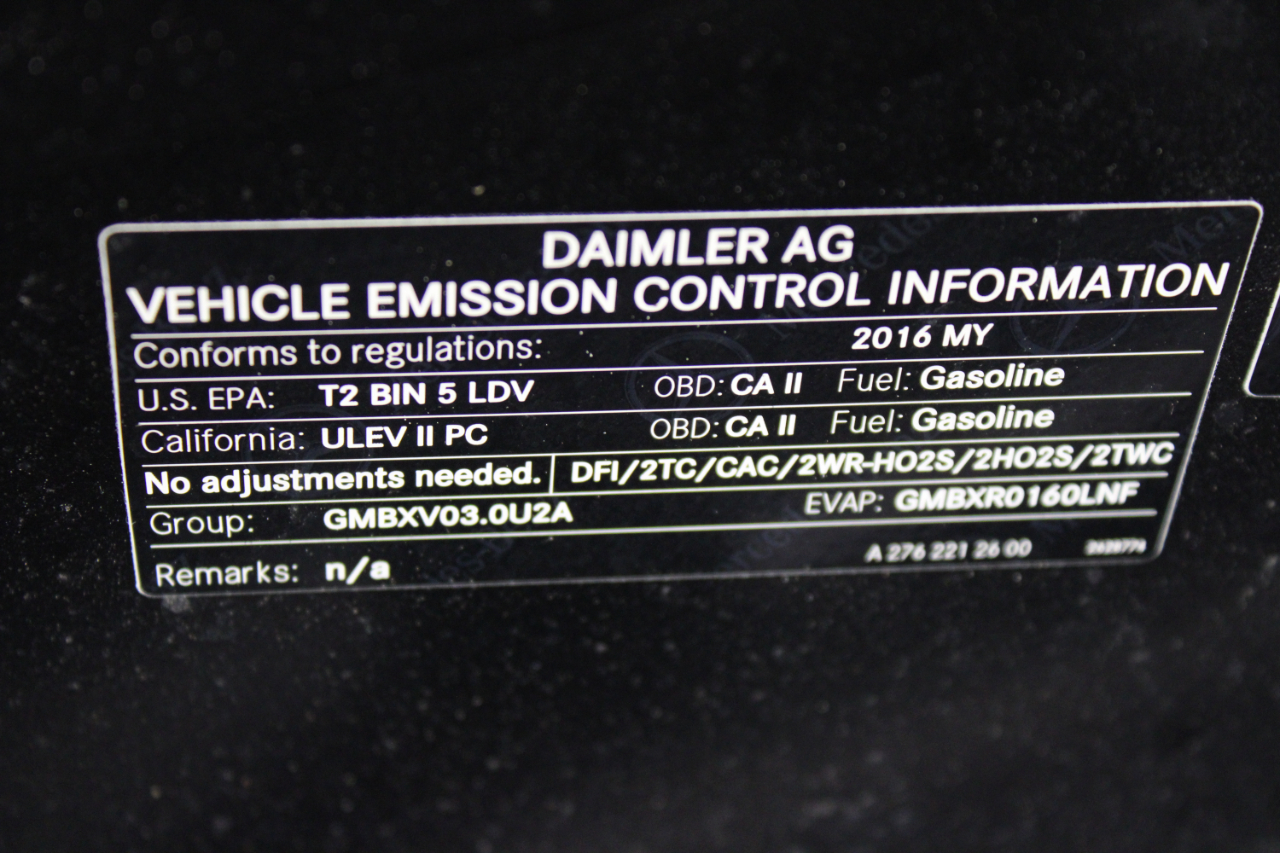 DAIMLER AG
VEHICLE EMISSION CONTROL INFORMATION
Conforms to regulations: 2016 MY
U.S. EPA: T2 BIN 5 LDV OBD: CA II Fuel: Gasoline
California: ULEV II PC OBD: CA II Fuel: Gasoline
No adjustments needed. DFI/2TC/CAC/2WR-HO2S/2HO2S/2TWC
Group: GMBXV03.0U2A EVAP: GMBXR0160LNF
Remarks: n/a A 276 221 26 00